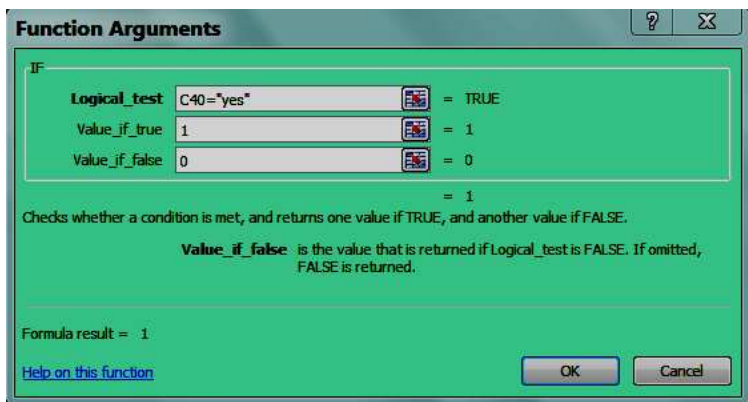 Function Arguments
IF
Logical_test C40="yes" = TRUE
Value_if_true 1 = 1
Value_if_false 0 = 0
= 1
Checks whether a condition is met, and returns one value if TRUE, and another value if FALSE.
Value_if_false is the value that is returned if Logical_test is FALSE. If omitted,
FALSE is returned.
Formula result = 1
Help on this function OK Cancel